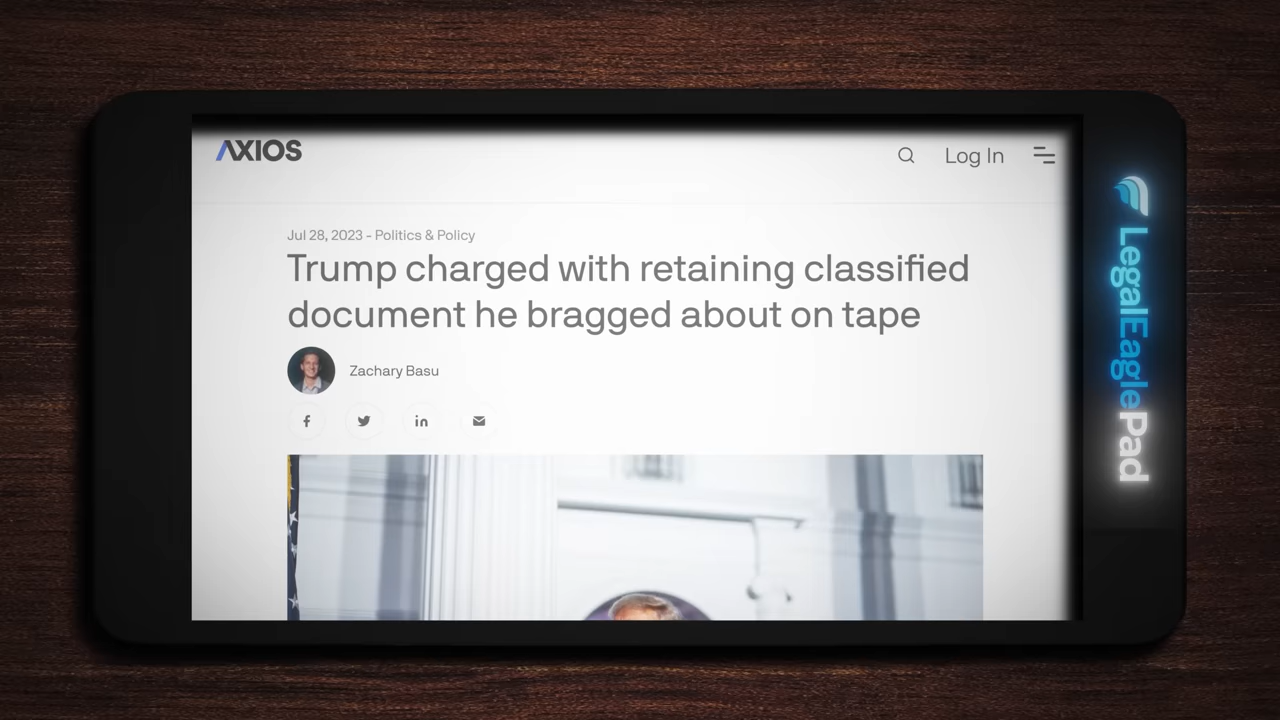 AXIOS
Log In
Jul 28, 2023 - Politics & Policy
Trump charged with retaining classified
document he bragged about on tape
Zachary Basu
LegalEaglePad